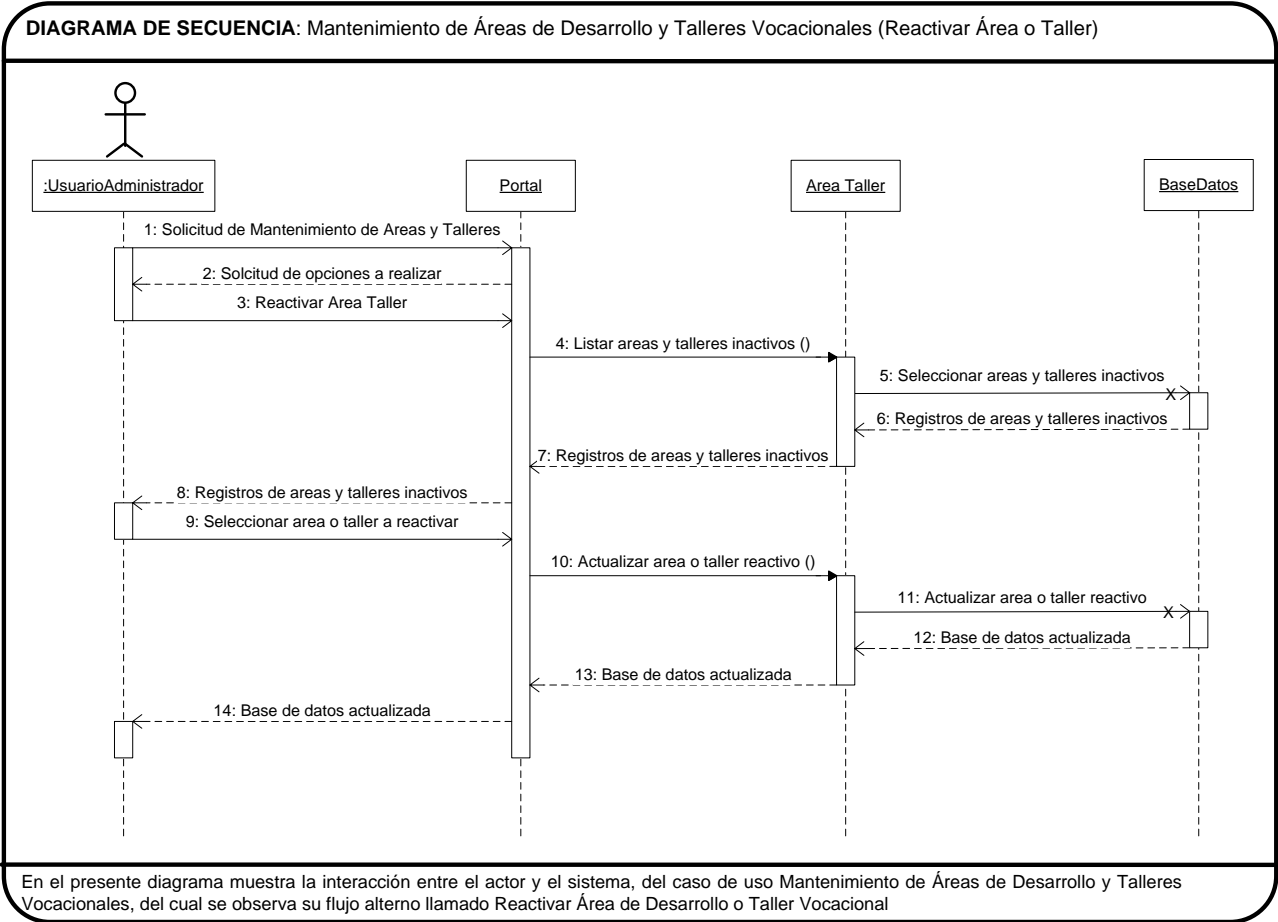 DIAGRAMA DE SECUENCIA: Mantenimiento de Áreas de Desarrollo y Talleres Vocacionales (Reactivar Área o Taller)
:UsuarioAdministrador
Portal
Area Taller
BaseDatos
1: Solicitud de Mantenimiento de Areas y Talleres
2: Solcitud de opciones a realizar
3: Reactivar Area Taller
4: Listar areas y talleres inactivos ()
5: Seleccionar areas y talleres inactivos
X
6: Registros de areas y talleres inactivos
7: Registros de areas y talleres inactivos
8: Registros de areas y talleres inactivos
9: Seleccionar area o taller a reactivar
10: Actualizar area o taller reactivo ()
11: Actualizar area o taller reactivo
X
12: Base de datos actualizada
13: Base de datos actualizada
14: Base de datos actualizada
En el presente diagrama muestra la interacción entre el actor y el sistema, del caso de uso Mantenimiento de Áreas de Desarrollo y Talleres
Vocacionales, del cual se observa su flujo alterno llamado Reactivar Área de Desarrollo o Taller Vocacional